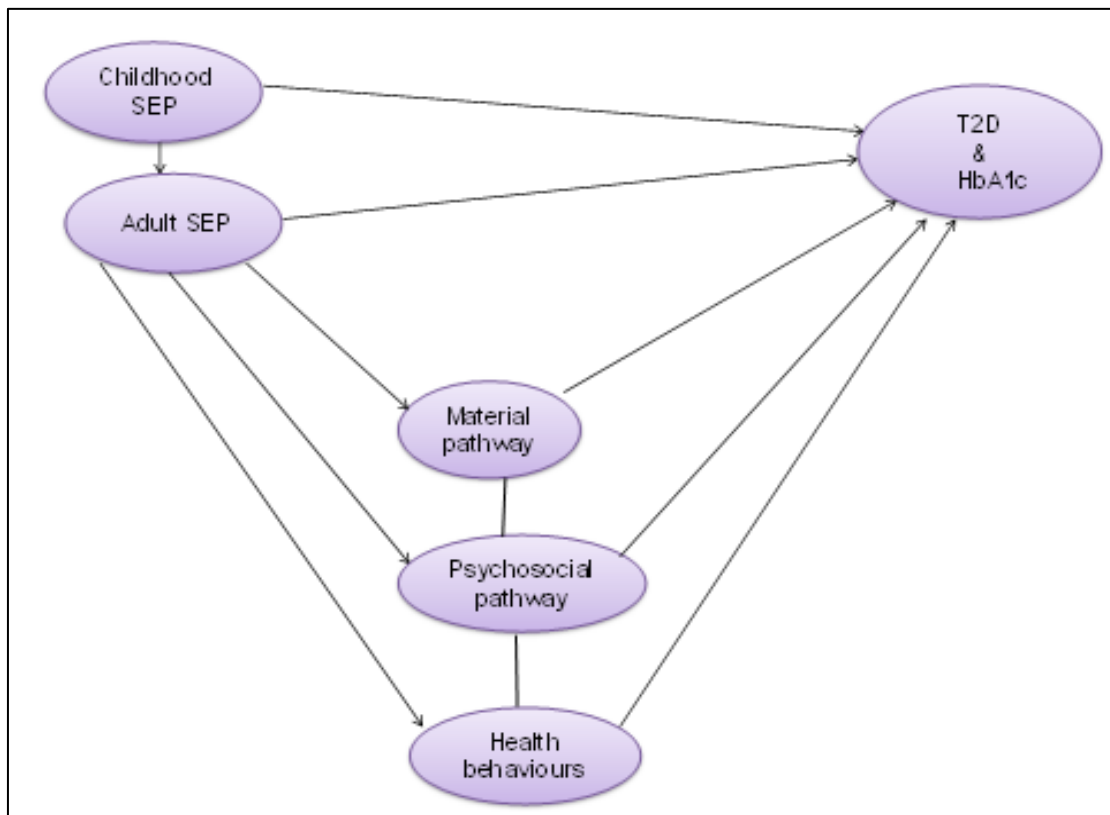 Childhood
SEP
T2D
&
HbA1c
Adult SEP
Material
pathway
Psychosocial
pathway
Health
behaviours